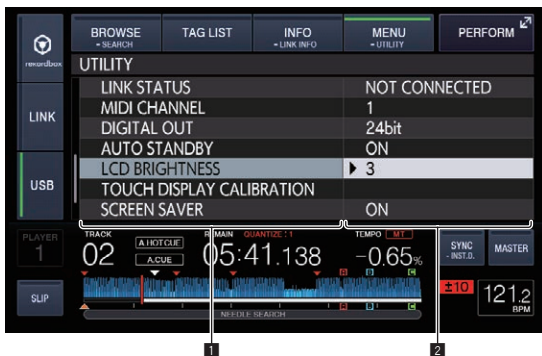 BROWSE TAG LIST INFO MENU PERFORM
- SEARCH - LINK INFO - UTILITY
rekordbox
UTILITY
LINK STATUS NOT CONNECTED
MIDI CHANNEL 1
LINK
DIGITAL OUT 24bit
AUTO STANDBY ON
LCD BRIGHTNESS 3
USB
TOUCH DISPLAY CALIBRATION
SCREEN SAVER ON
PLAYER TRACK REMAIN QUANTIZE : 1 TEMPO MT
1 02 A.HOT CUE 05:41.138 -0.65% SYNC MASTER
A.CUE - INST.D.
A B C
SLIP ±10 121.2
BPM
NEEDLE SEARCH A B C
1 2